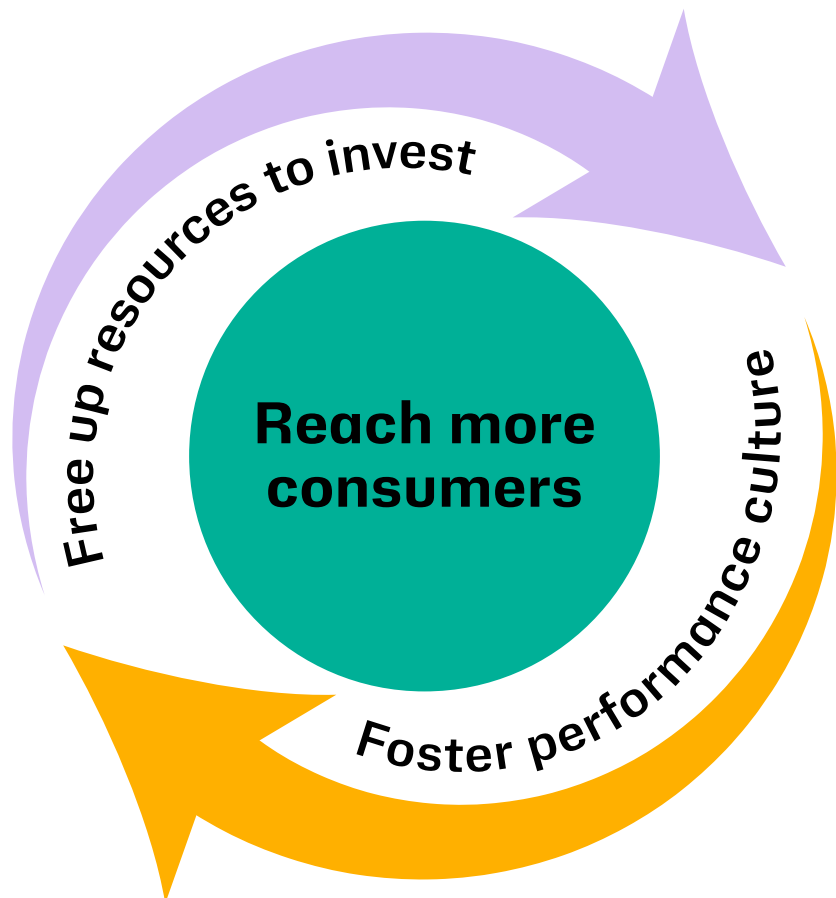 Free up resources to invest
Reach more
consumers
Foster performance culture